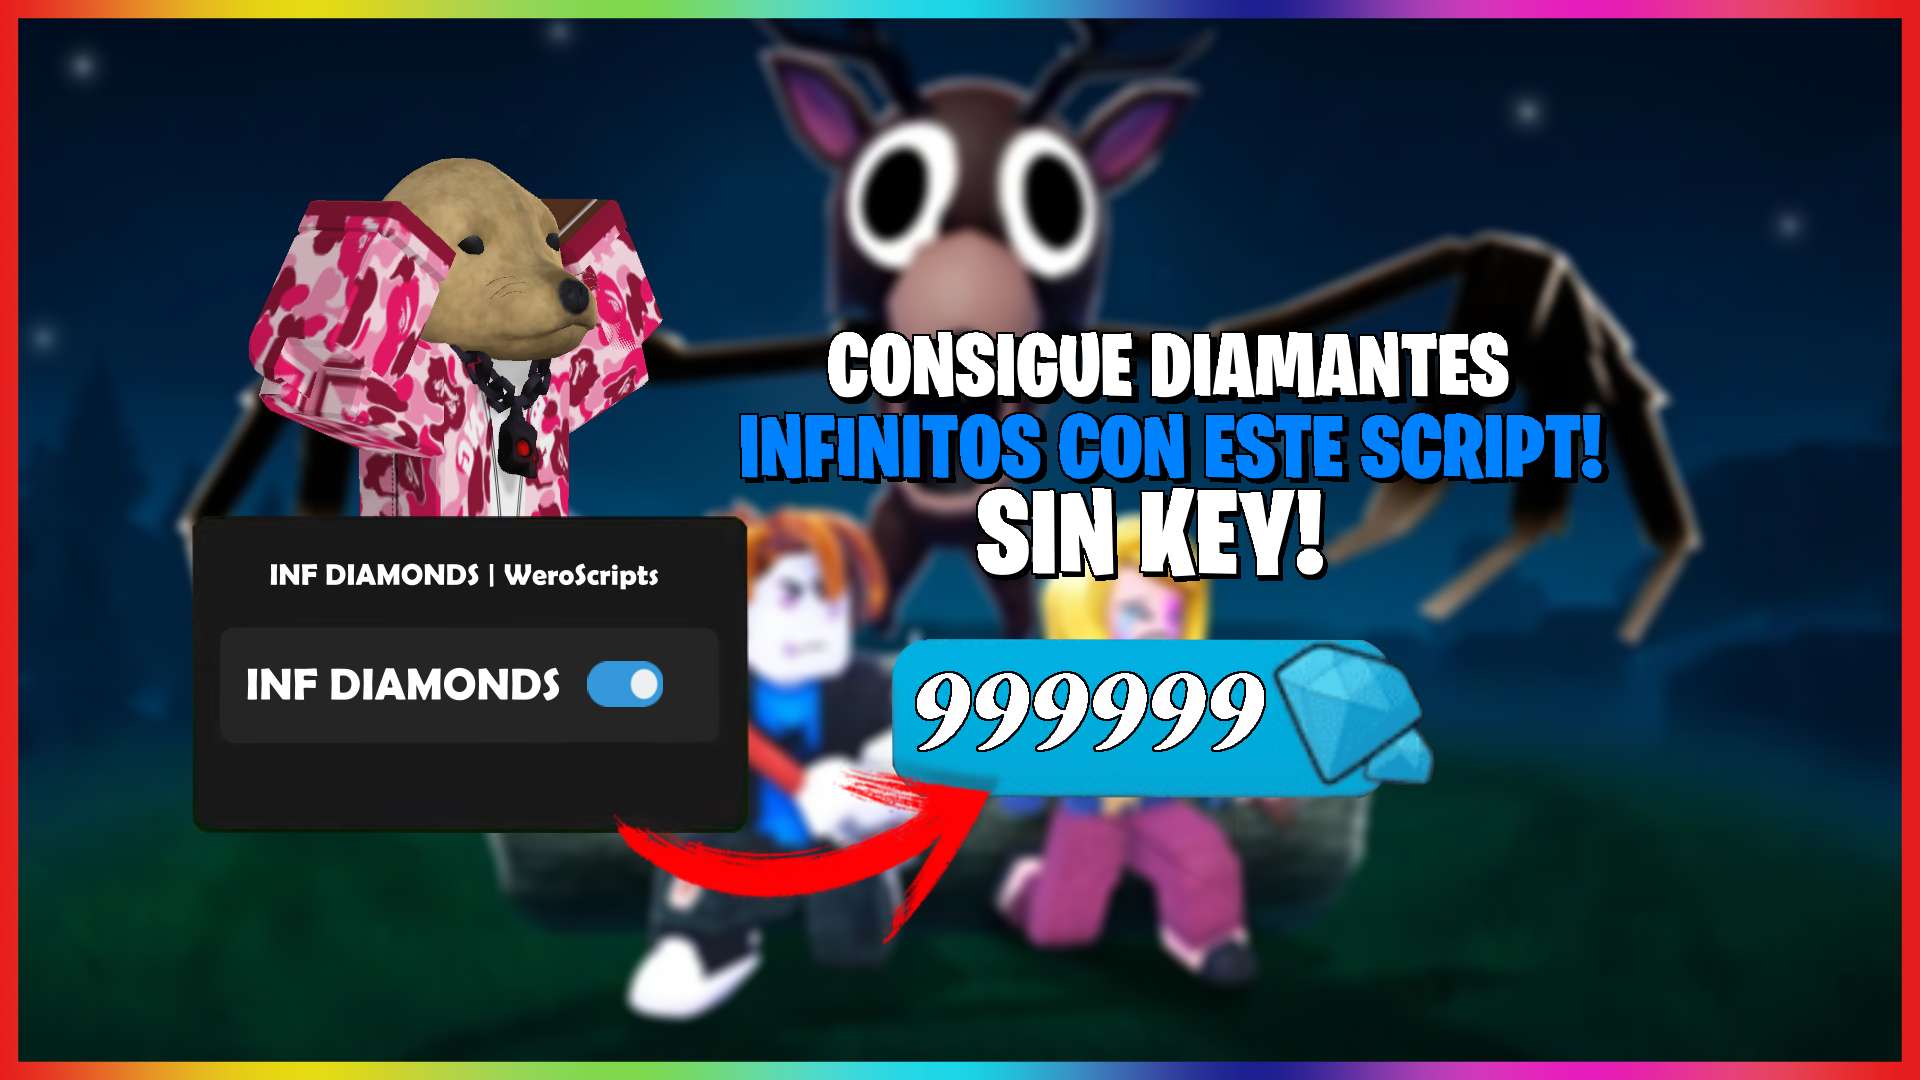 CONSIGUE DIAMANTES
INFINITOS CON ESTE SCRIPT!
SIN KEY!
INF DIAMONDS | WeroScripts
INF DIAMONDS
999999